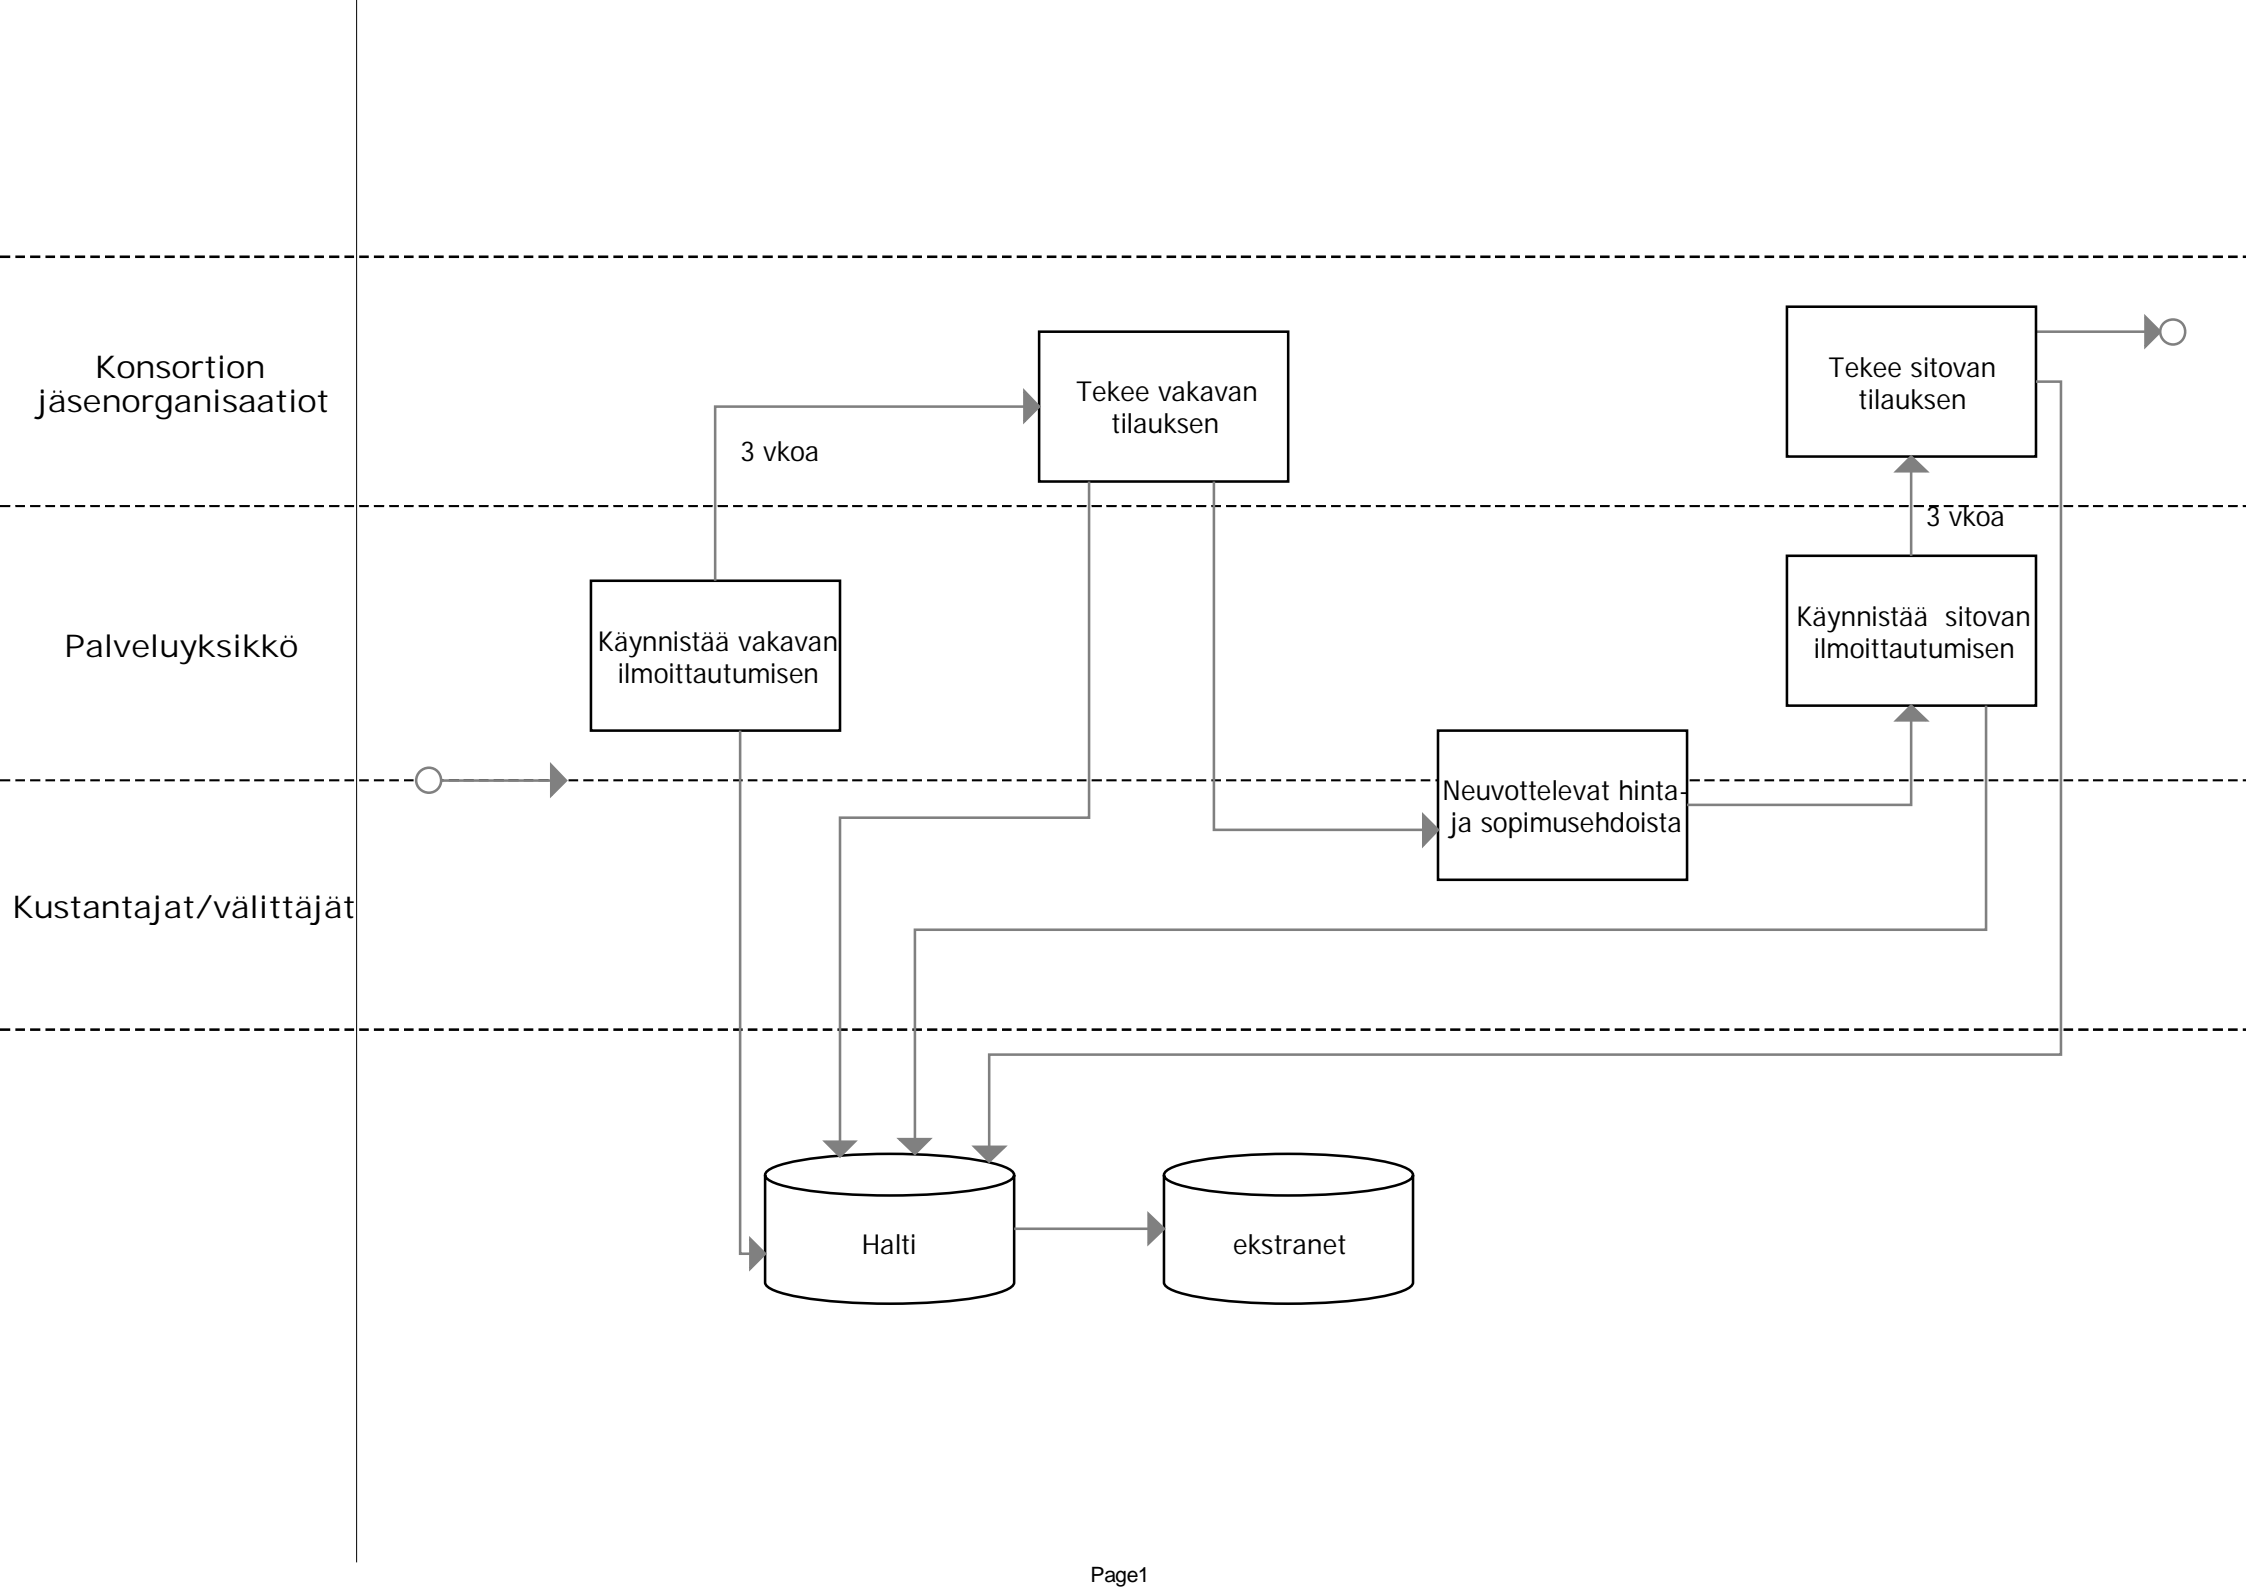 Konsortion
jäsenorganisaatiot
Tekee vakavan
tilauksen
Tekee sitovan
tilauksen
3 vkoa
3 vkoa
Palveluyksikkö
Käynnistää vakavan
ilmoittautumisen
Käynnistää  sitovan
ilmoittautumisen
Neuvottelevat hinta-
ja sopimusehdoista
Kustantajat/välittäjät
Halti
ekstranet
Page1